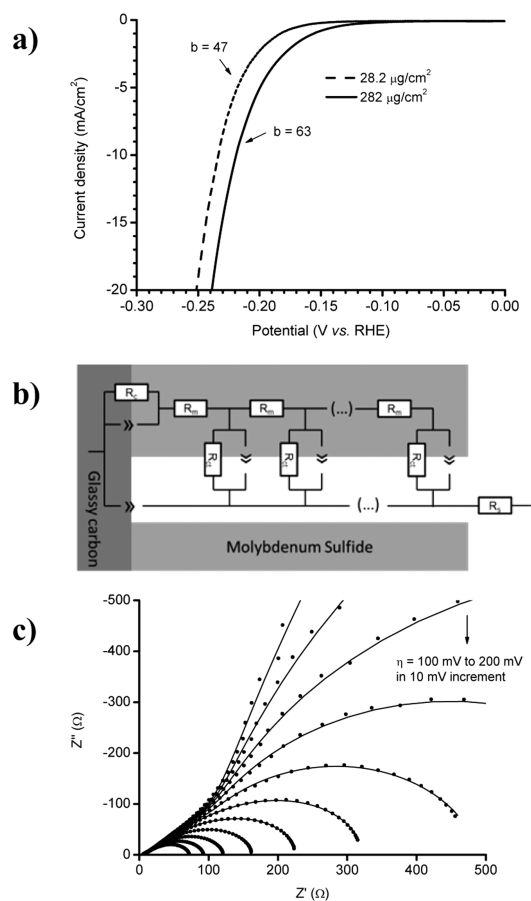 a)
0
-5
-10
-15
-20
Current density (mA/cm²)
b = 47
b = 63
28.2 μg/cm²
282 μg/cm²
-0.30 -0.25 -0.20 -0.15 -0.10 -0.05 0.00
Potential (V vs. RHE)
b)
Rc
Rm Rm (...) Rm
Rct Rct Rct
(...)
Rs
Glassy carbon
Molybdenum Sulfide
c)
-500
-400
-300
-200
-100
0
Z" (Ω)
η = 100 mV to 200 mV
in 10 mV increment
0 100 200 300 400 500
Z' (Ω)